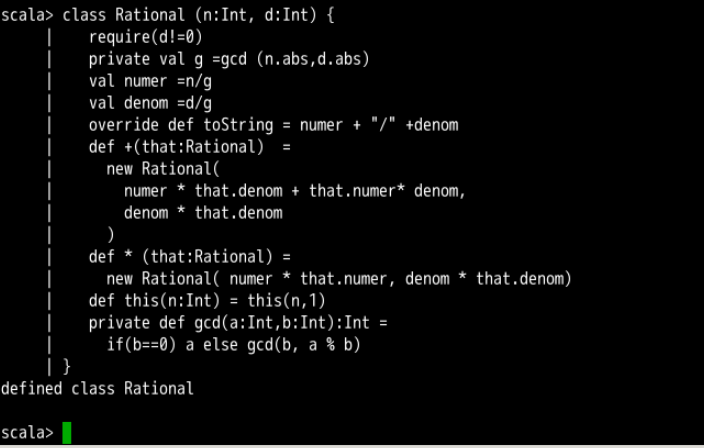 scala> class Rational (n:Int, d:Int) {
     |    require(d!=0)
     |    private val g =gcd (n.abs,d.abs)
     |    val numer =n/g
     |    val denom =d/g
     |    override def toString = numer + "/" +denom
     |    def +(that:Rational)  =
     |      new Rational(
     |        numer * that.denom + that.numer* denom,
     |        denom * that.denom
     |      )
     |    def * (that:Rational) =
     |      new Rational( numer * that.numer, denom * that.denom)
     |    def this(n:Int) = this(n,1)
     |    private def gcd(a:Int,b:Int):Int =
     |      if(b==0) a else gcd(b, a % b)
     | }
defined class Rational

scala>